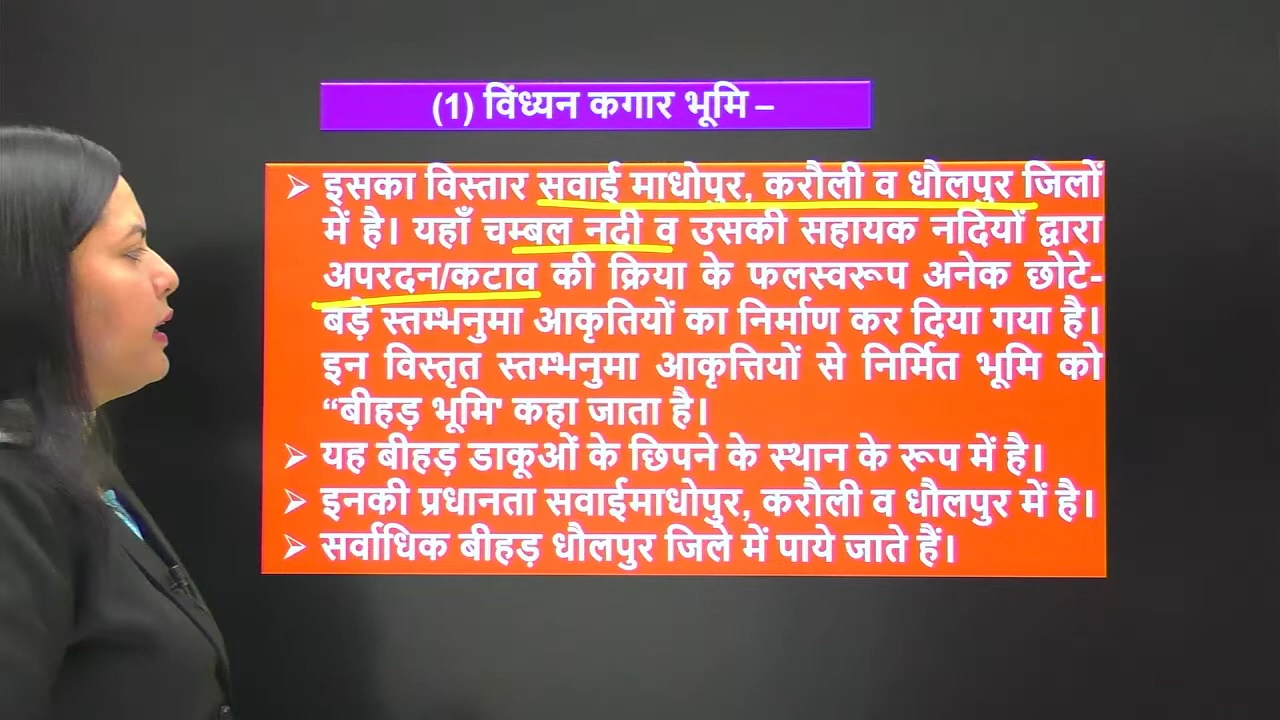 (1) विंध्यन कगार भूमि –
➢ इसका विस्तार सवाई माधोपुर, करौली व धौलपुर जिलों
में है। यहाँ चम्बल नदी व उसकी सहायक नदियों द्वारा
अपरदन/कटाव की क्रिया के फलस्वरूप अनेक छोटे-
बड़े स्तम्भनुमा आकृतियों का निर्माण कर दिया गया है।
इन विस्तृत स्तम्भनुमा आकृत्तियों से निर्मित भूमि को
“बीहड़ भूमि' कहा जाता है।
➢ यह बीहड़ डाकूओं के छिपने के स्थान के रूप में है।
➢ इनकी प्रधानता सवाईमाधोपुर, करौली व धौलपुर में है।
➢ सर्वाधिक बीहड़ धौलपुर जिले में पाये जाते हैं।